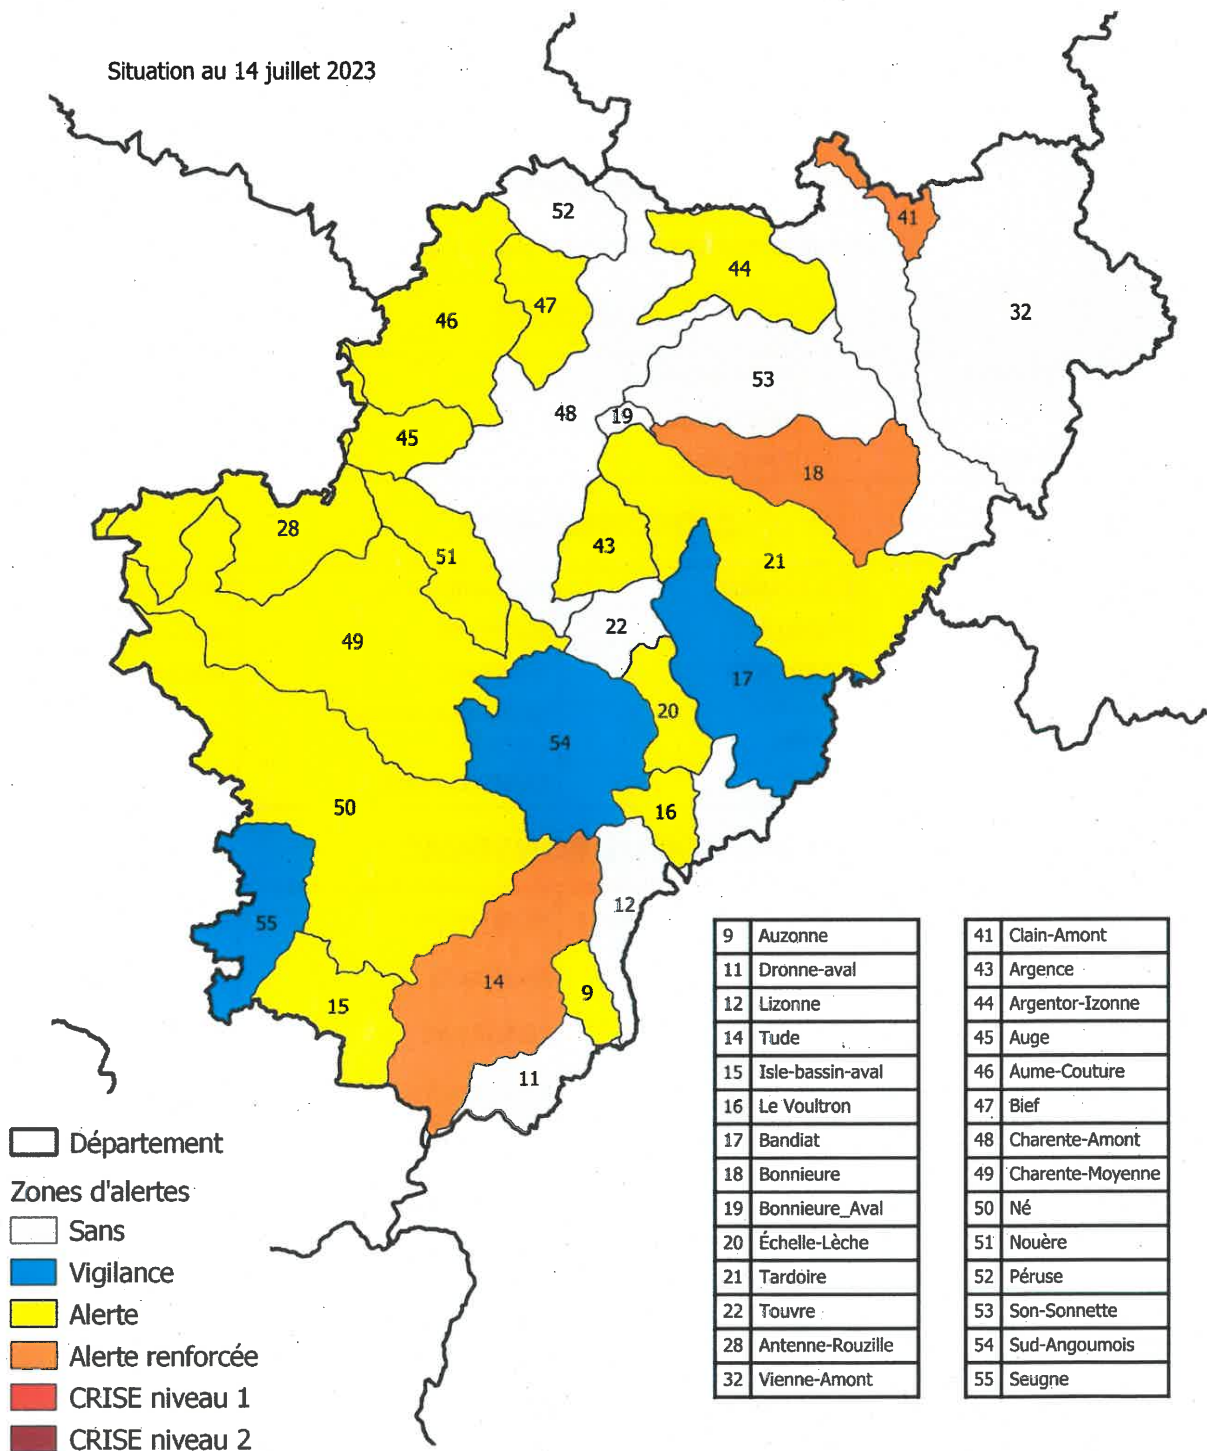 Situation au 14 juillet 2023
52
41
44
47
32
46
53
48
19
45
18
28
51
43
21
22
49
17
20
54
50
16
12
55
14
9
15
11
9 Auzonne
11 Dronne-aval
12 Lizonne
14 Tude
15 Isle-bassin-aval
16 Le Voultron
17 Bandiat
18 Bonnieure
19 Bonnieure_Aval
20 Échelle-Lèche
21 Tardoire
22 Touvre
28 Antenne-Rouzille
32 Vienne-Amont
41 Clain-Amont
43 Argence
44 Argentor-Izonne
45 Auge
46 Aume-Couture
47 Bief
48 Charente-Amont
49 Charente-Moyenne
50 Né
51 Nouère
52 Péruse
53 Son-Sonnette
54 Sud-Angoumois
55 Seugne
Département
Zones d'alertes
Sans
Vigilance
Alerte
Alerte renforcée
CRISE niveau 1
CRISE niveau 2